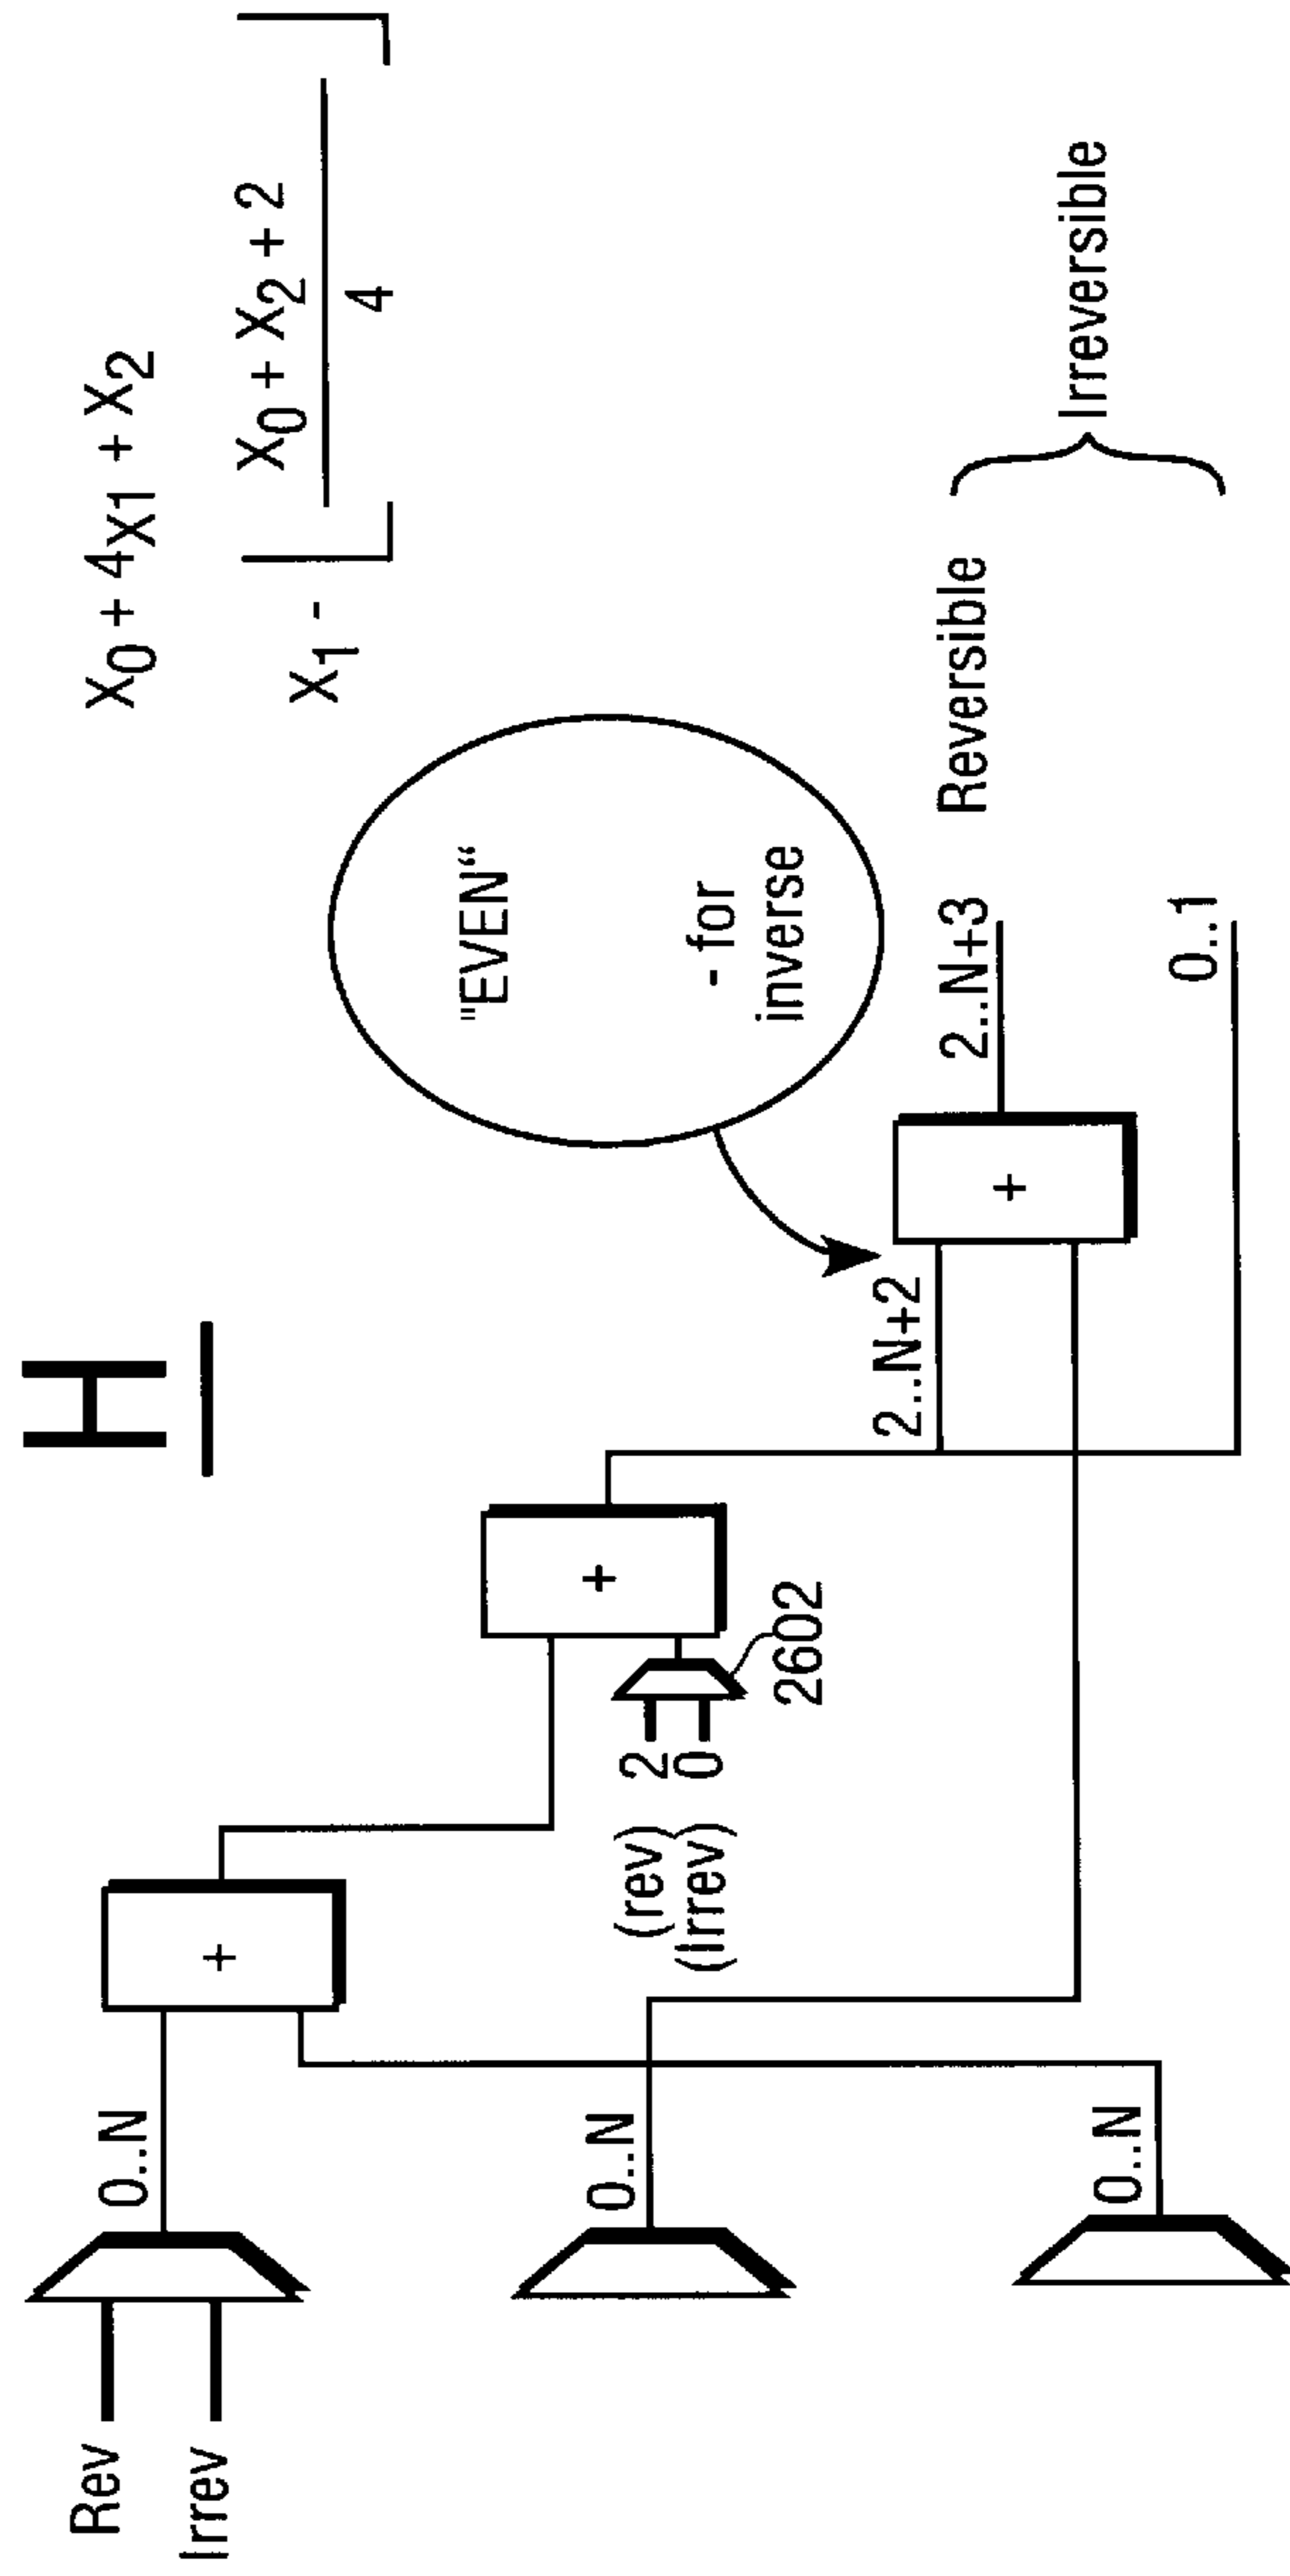 H
X0 + 4X1 + X2
X1 - ⌊ X0 + X2 + 2 / 4 ⌋
Rev
Irrev
0..N
+
0..N
0..N
+
2
0
(rev)
(Irrev)
2602
"EVEN“
- for
inverse
2..N+2
+
2..N+3
Reversible
0..1
Irreversible